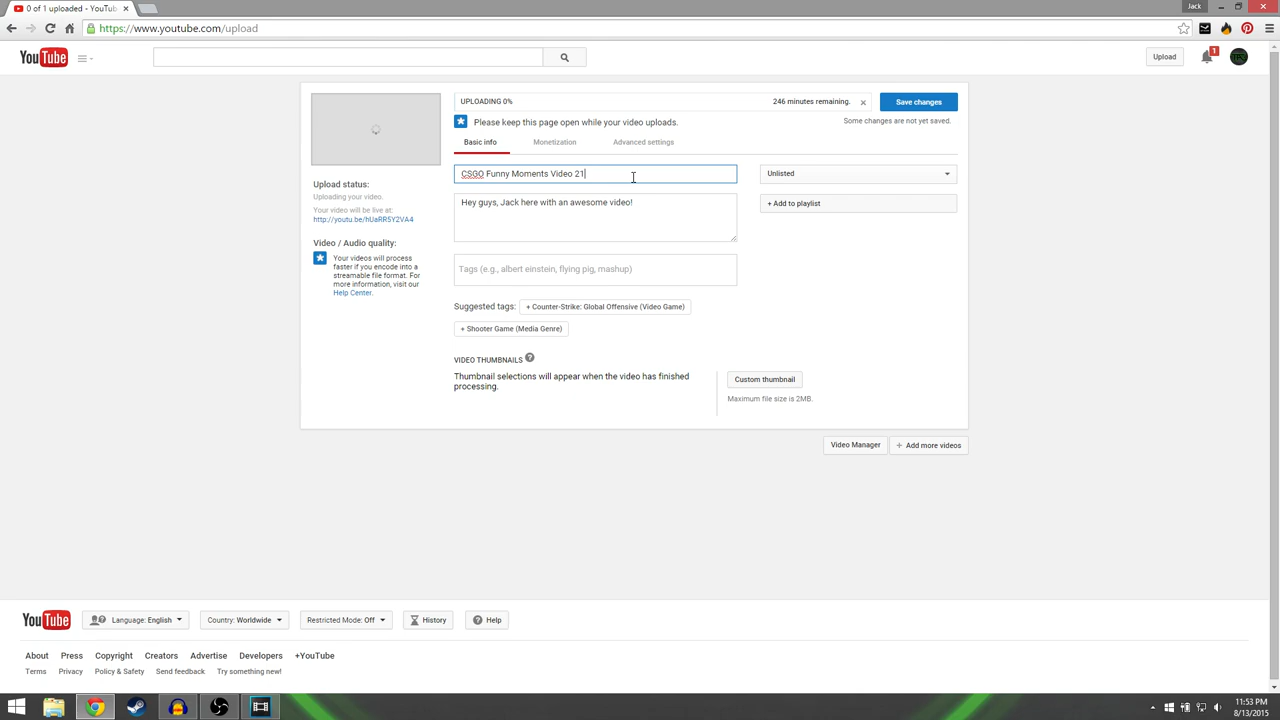 0 of 1 uploaded - YouTub
Jack
https://www.youtube.com/upload
YouTube
Upload
1
UPLOADING 0%
246 minutes remaining.
Save changes
Please keep this page open while your video uploads.
Some changes are not yet saved.
Basic info
Monetization
Advanced settings
CSGO Funny Moments Video 21
Unlisted
Hey guys, Jack here with an awesome video!
+ Add to playlist
Upload status:
Uploading your video.
Your video will be live at:
http://youtu.be/hUaRR5Y2VA4
Video / Audio quality:
Your videos will process
faster if you encode into a
streamable file format. For
more information, visit our
Help Center.
Tags (e.g., albert einstein, flying pig, mashup)
Suggested tags:
+ Counter-Strike: Global Offensive (Video Game)
+ Shooter Game (Media Genre)
VIDEO THUMBNAILS ?
Thumbnail selections will appear when the video has finished
processing.
Custom thumbnail
Maximum file size is 2MB.
Video Manager
+ Add more videos
YouTube
Language: English
Country: Worldwide
Restricted Mode: Off
History
? Help
About
Press
Copyright
Creators
Advertise
Developers
+YouTube
Terms
Privacy
Policy & Safety
Send feedback
Try something new!
11:53 PM
8/13/2015